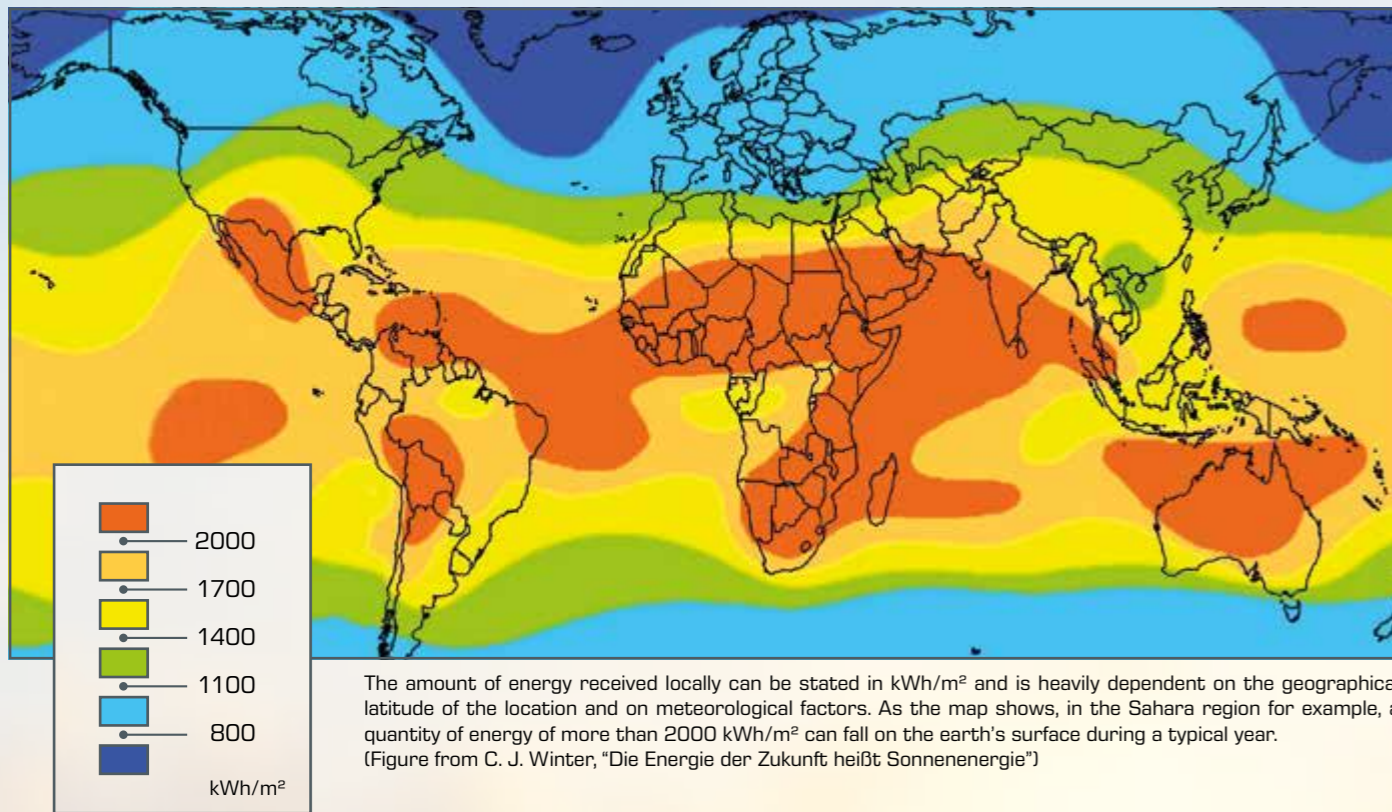 2000
1700
1400
1100
800
kWh/m²
The amount of energy received locally can be stated in kWh/m² and is heavily dependent on the geographica
latitude of the location and on meteorological factors. As the map shows, in the Sahara region for example, a
quantity of energy of more than 2000 kWh/m² can fall on the earth’s surface during a typical year.
(Figure from C. J. Winter, “Die Energie der Zukunft heißt Sonnenenergie”)